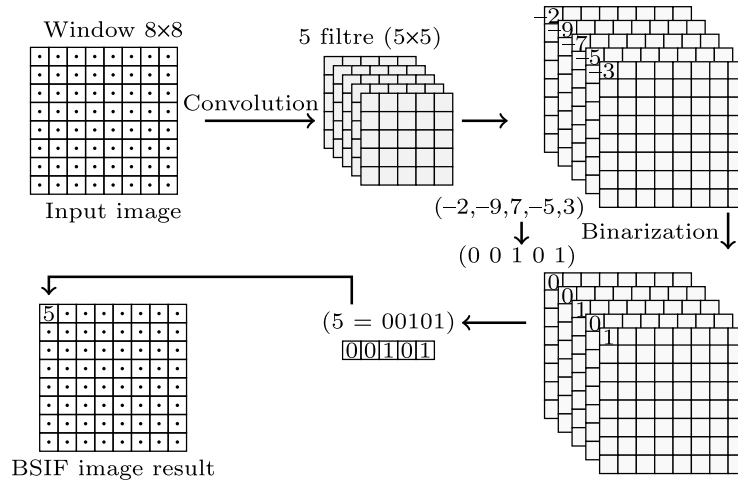 Window 8×8
Input image
Convolution
5 filtre (5×5)
–2
–9
–7
–5
–3
(–2,–9,7,–5,3)
(0 0 1 0 1)
Binarization
0
0
1
0
1
(5 = 00101)
0 0 1 0 1
5
BSIF image result